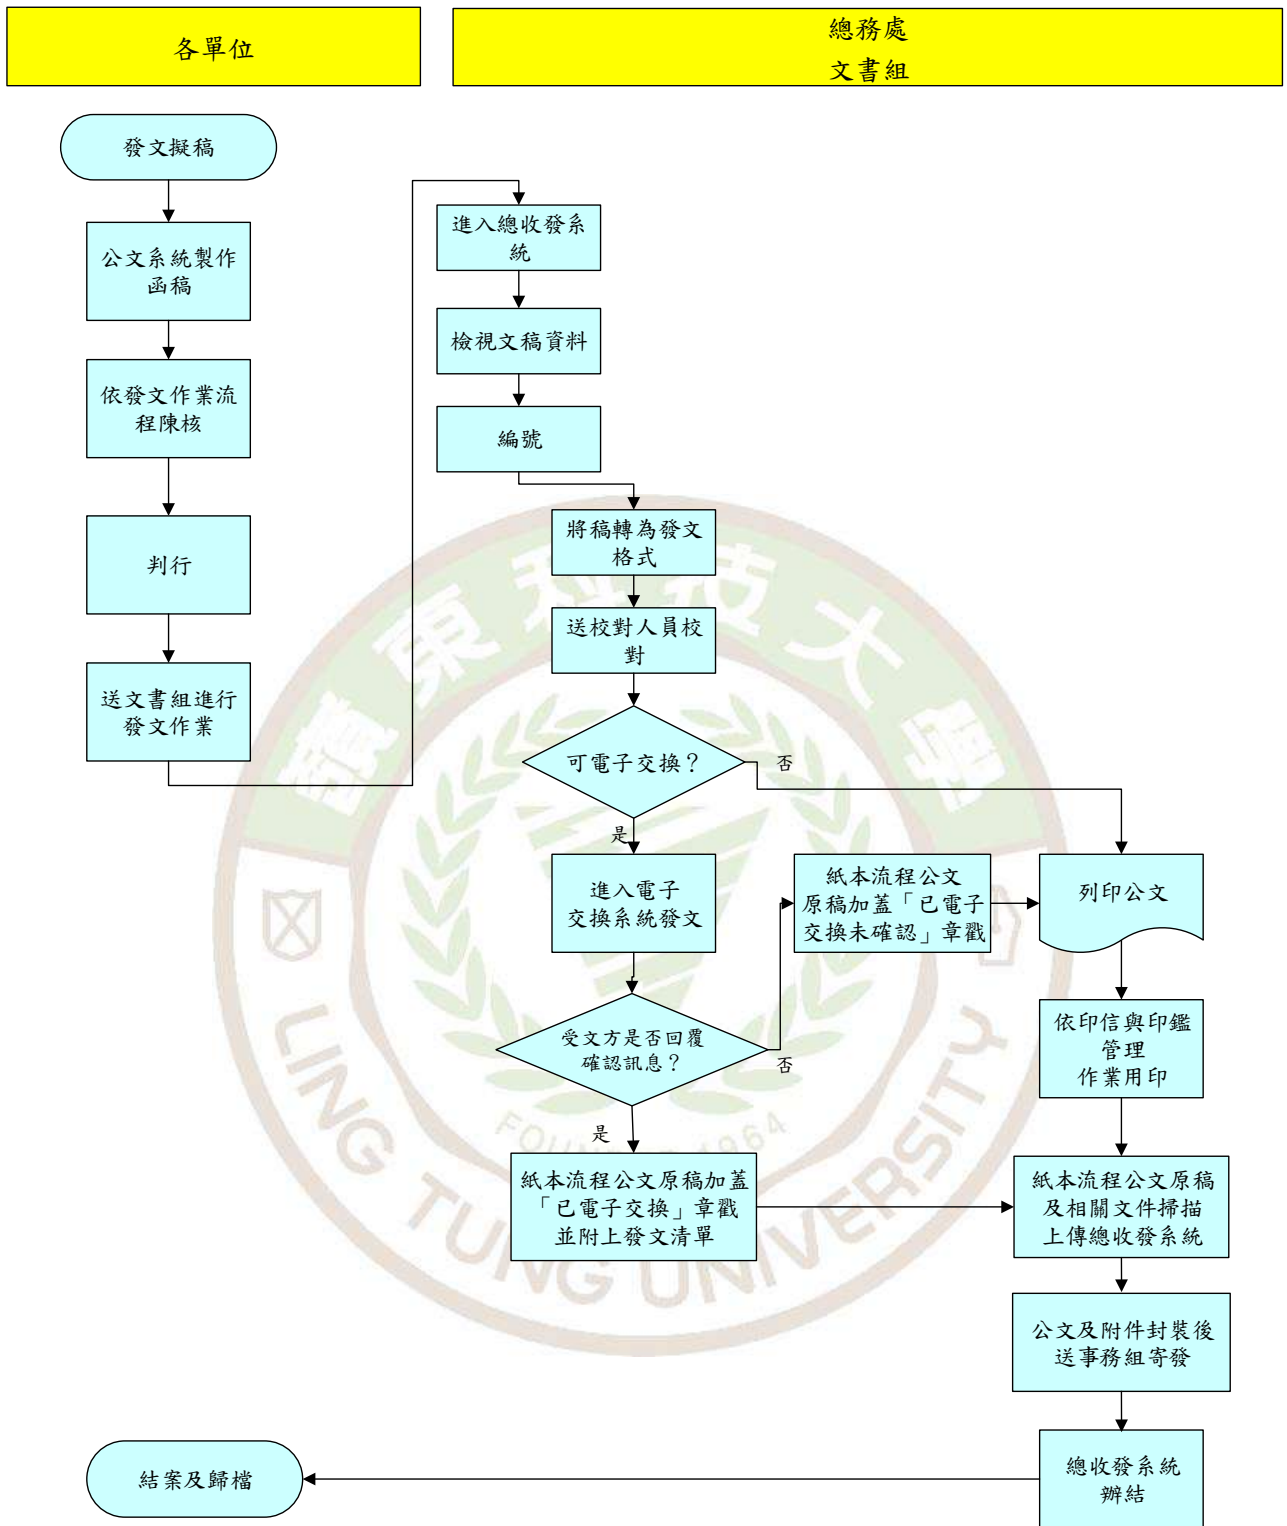 各單位
總務處
文書組
發文擬稿
公文系統製作
函稿
依發文作業流
程陳核
判行
送文書組進行
發文作業
進入總收發系
統
檢視文稿資料
編號
將稿轉為發文
格式
送校對人員校
對
可電子交換？
否
是
進入電子
交換系統發文
紙本流程公文
原稿加蓋「已電子
交換未確認」章戳
列印公文
受文方是否回覆
確認訊息？
否
是
依印信與印鑑
管理
作業用印
紙本流程公文原稿加蓋
「已電子交換」章戳
並附上發文清單
紙本流程公文原稿
及相關文件掃描
上傳總收發系統
公文及附件封裝後
送事務組寄發
總收發系統
辦結
結案及歸檔
嶺東科技大學
LING TUNG UNIVERSITY